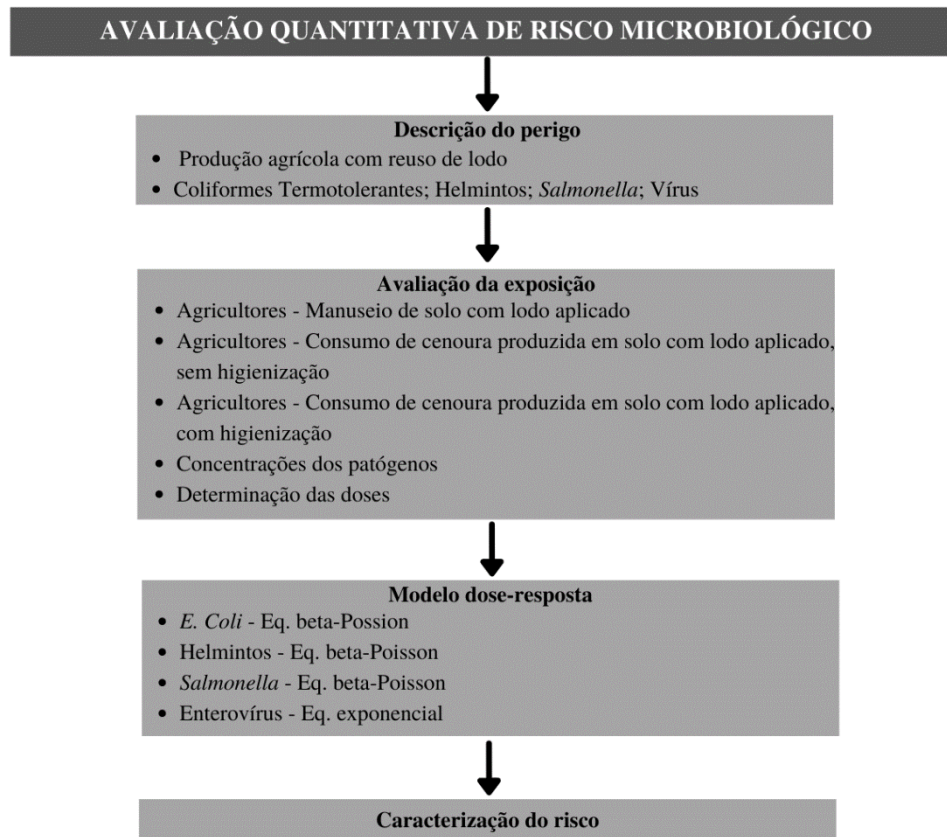 AVALIAÇÃO QUANTITATIVA DE RISCO MICROBIOLÓGICO
Descrição do perigo
• Produção agrícola com reuso de lodo
• Coliformes Termotolerantes; Helmintos; Salmonella; Vírus
Avaliação da exposição
• Agricultores - Manuseio de solo com lodo aplicado
• Agricultores - Consumo de cenoura produzida em solo com lodo aplicado,
sem higienização
• Agricultores - Consumo de cenoura produzida em solo com lodo aplicado,
com higienização
• Concentrações dos patógenos
• Determinação das doses
Modelo dose-resposta
• E. Coli - Eq. beta-Possion
• Helmintos - Eq. beta-Poisson
• Salmonella - Eq. beta-Poisson
• Enterovírus - Eq. exponencial
Caracterização do risco